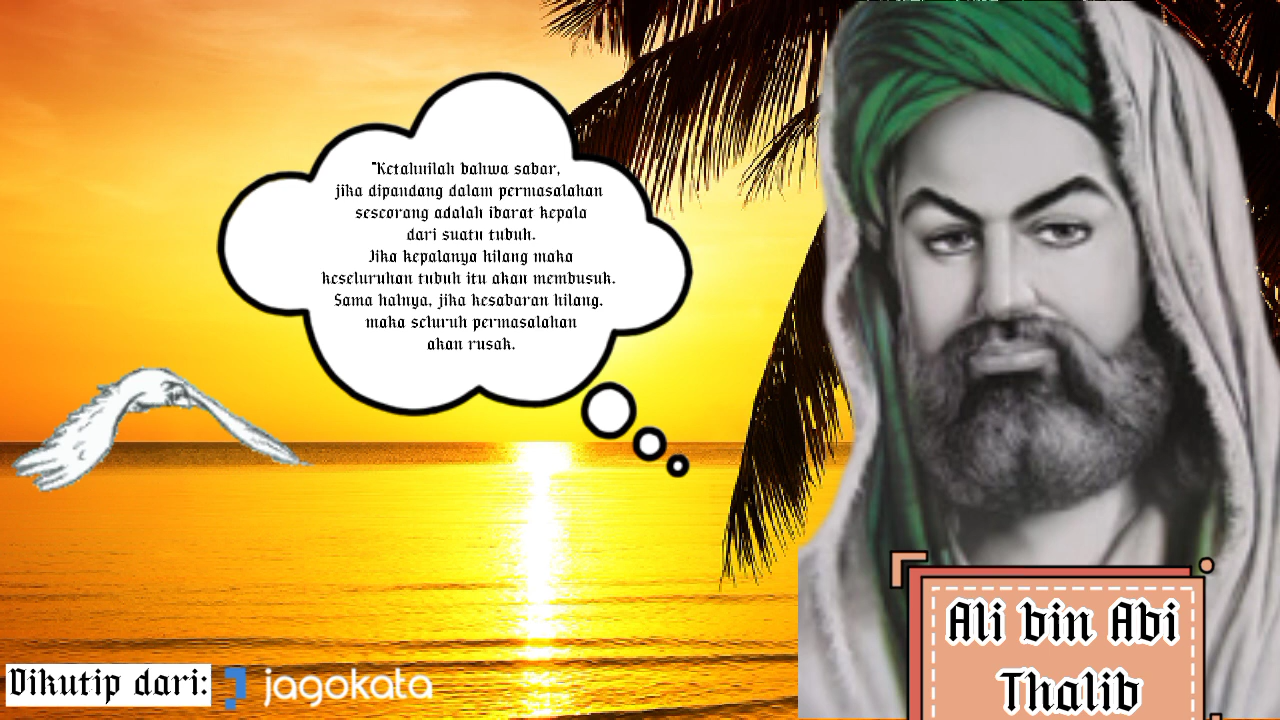 "Ketahuilah bahwa sabar,
jika dipandang dalam permasalahan
seseorang adalah ibarat kepala
dari suatu tubuh.
Jika kepalanya hilang maka
keseluruhan tubuh itu akan membusuk.
Sama halnya, jika kesabaran hilang,
maka seluruh permasalahan
akan rusak.
Ali bin Abi
Thalib
Dikutip dari: jagokata